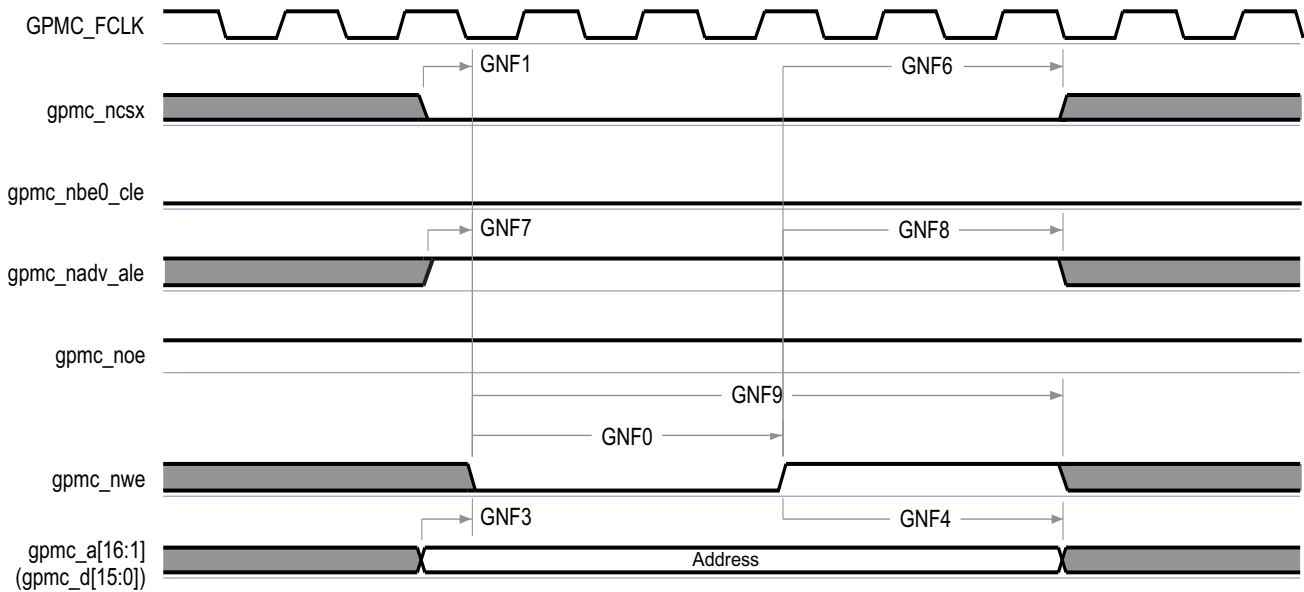 GPMC_FCLK
GNF1
GNF6
gpmc_ncsx
gpmc_nbe0_cle
GNF7
GNF8
gpmc_nadv_ale
gpmc_noe
GNF9
GNF0
gpmc_nwe
GNF3
GNF4
gpmc_a[16:1]
(gpmc_d[15:0])
Address